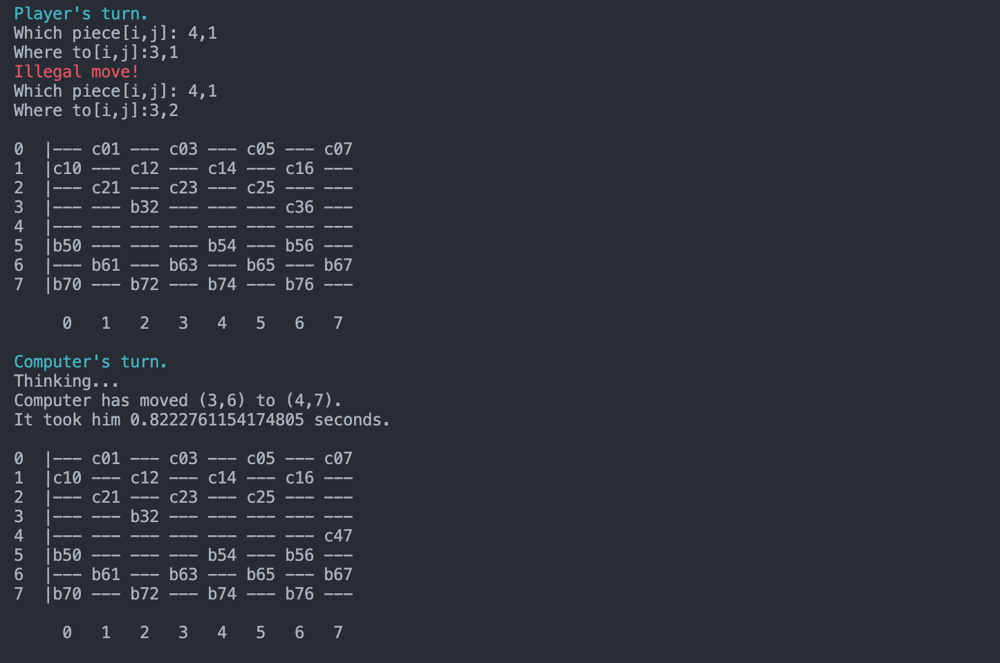 Player's turn.
Which piece[i,j]: 4,1
Where to[i,j]:3,1
Illegal move!
Which piece[i,j]: 4,1
Where to[i,j]:3,2
0  |--- c01 --- c03 --- c05 --- c07
1  |c10 --- c12 --- c14 --- c16 ---
2  |--- c21 --- c23 --- c25 --- ---
3  |--- --- b32 --- --- --- c36 ---
4  |--- --- --- --- --- --- --- ---
5  |b50 --- --- --- b54 --- b56 ---
6  |--- b61 --- b63 --- b65 --- b67
7  |b70 --- b72 --- b74 --- b76 ---
     0   1   2   3   4   5   6   7
Computer's turn.
Thinking...
Computer has moved (3,6) to (4,7).
It took him 0.8222761154174805 seconds.
0  |--- c01 --- c03 --- c05 --- c07
1  |c10 --- c12 --- c14 --- c16 ---
2  |--- c21 --- c23 --- c25 --- ---
3  |--- --- b32 --- --- --- --- ---
4  |--- --- --- --- --- --- --- c47
5  |b50 --- --- --- b54 --- b56 ---
6  |--- b61 --- b63 --- b65 --- b67
7  |b70 --- b72 --- b74 --- b76 ---
     0   1   2   3   4   5   6   7